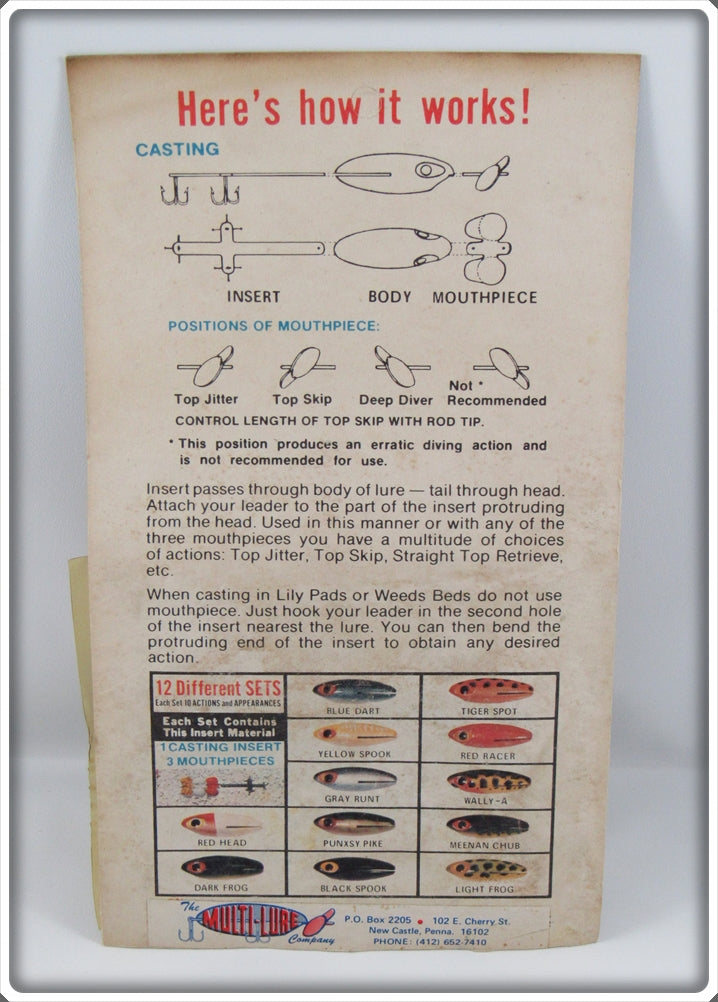 Here's how it works!
CASTING
INSERT BODY MOUTHPIECE
POSITIONS OF MOUTHPIECE:
Top Jitter Top Skip Deep Diver Not * Recommended
CONTROL LENGTH OF TOP SKIP WITH ROD TIP.
* This position produces an erratic diving action and
is not recommended for use.
Insert passes through body of lure — tail through head.
Attach your leader to the part of the insert protruding
from the head. Used in this manner or with any of the
three mouthpieces you have a multitude of choices
of actions: Top Jitter, Top Skip, Straight Top Retrieve,
etc.
When casting in Lily Pads or Weeds Beds do not use
mouthpiece. Just hook your leader in the second hole
of the insert nearest the lure. You can then bend the
protruding end of the insert to obtain any desired
action.
12 Different SETS
Each Set 10 ACTIONS and APPEARANCES
Each Set Contains
This Insert Material
1 CASTING INSERT
3 MOUTHPIECES
BLUE DART TIGER SPOT
YELLOW SPOOK RED RACER
GRAY RUNT WALLY-A
RED HEAD PUNXSY PIKE MEENAN CHUB
DARK FROG BLACK SPOOK LIGHT FROG
The MULTI-LURE Company
P.O. Box 2205 • 102 E. Cherry St.
New Castle, Penna. 16102
PHONE: (412) 652-7410